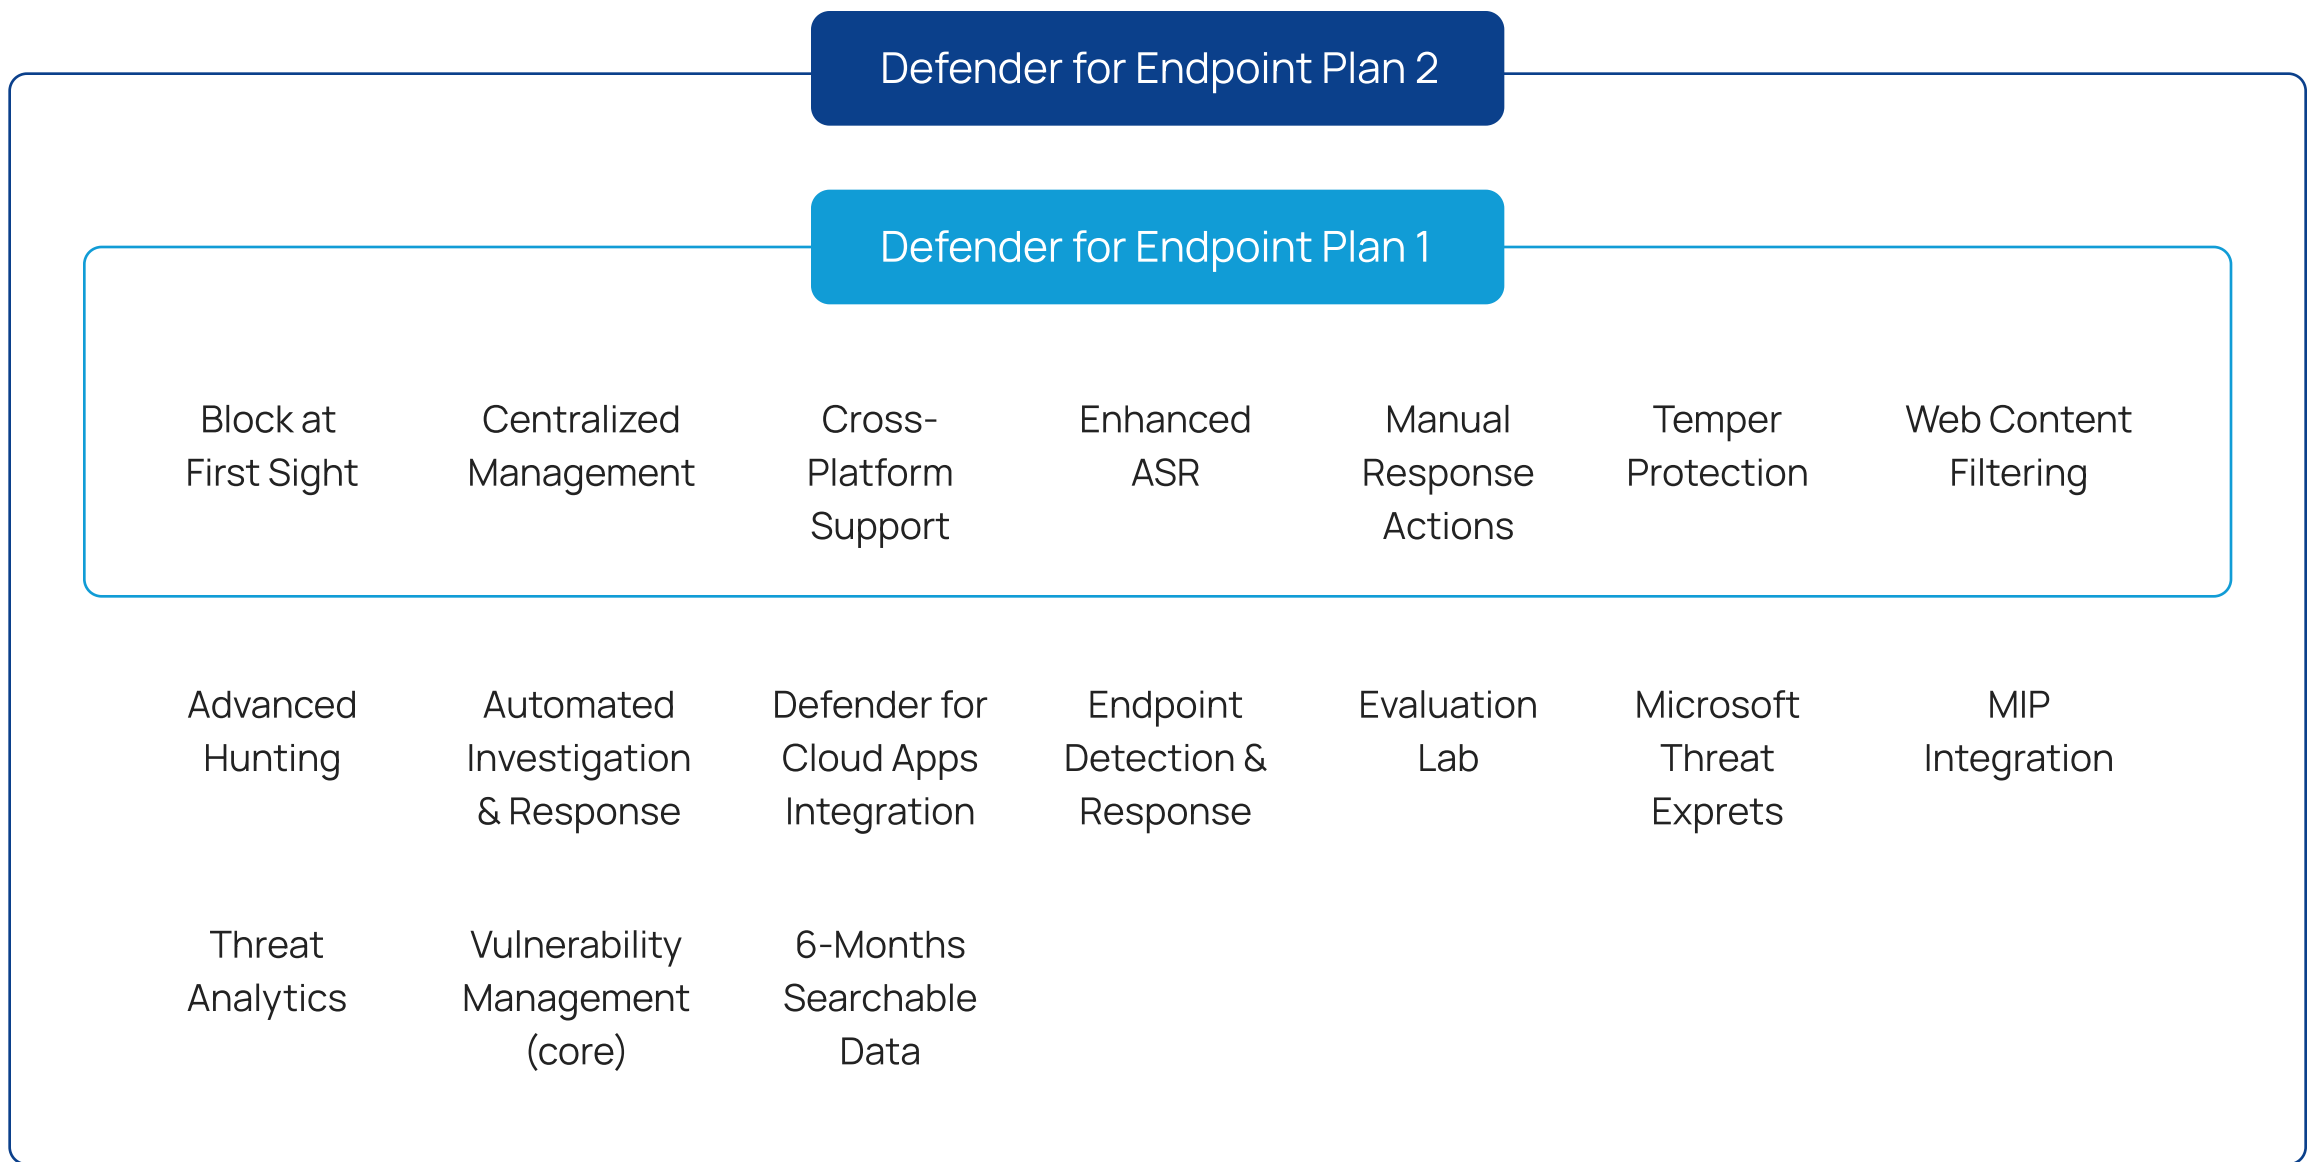 Defender for Endpoint Plan 2
Defender for Endpoint Plan 1
Block at
First Sight
Centralized
Management
Cross-
Platform
Support
Enhanced
ASR
Manual
Response
Actions
Temper
Protection
Web Content
Filtering
Advanced
Hunting
Automated
Investigation
& Response
Defender for
Cloud Apps
Integration
Endpoint
Detection &
Response
Evaluation
Lab
Microsoft
Threat
Exprets
MIP
Integration
Threat
Analytics
Vulnerability
Management
(core)
6-Months
Searchable
Data